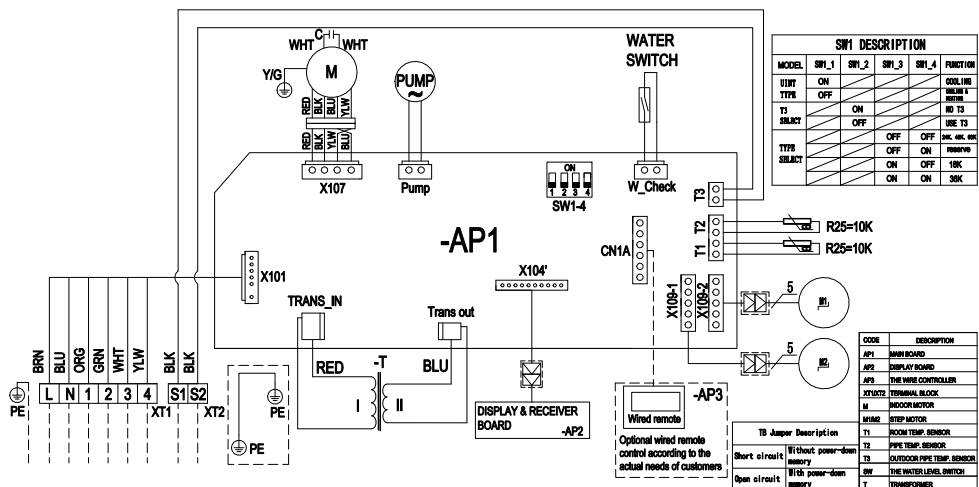 C
WHT WHT
Y/G
M
RED BLK BLU YLW
RED BLK YLW BLU
X107
PUMP
~
Pump
WATER
SWITCH
W_Check
ON
1 2 3 4
SW1-4
SW1 DESCRIPTION
MODEL SW1_1 SW1_2 SW1_3 SW1_4 FUNCTION
UINT
TYPE
ON COOLING
OFF COOLING & HEATING
T3
SELECT
ON NO T3
OFF USE T3
TYPE
SELECT
OFF OFF 24K, 48K, 60K
OFF ON reserve
ON OFF 18K
ON ON 36K
T3
T2
T1
R25=10K
R25=10K
-AP1
CN1A
X101
X104'
TRANS_IN
Trans out
X109-1
X109-2
5
M1
5
M2
RED
-T
BLU
I
II
BRN BLU ORG GRN WHT YLW BLK BLK
PE
L N 1 2 3 4 S1 S2
XT1 XT2
PE
PE
DISPLAY & RECEIVER
BOARD
-AP2
-AP3
Wired remote
Optional wired remote
control according to the
actual needs of customers
TB Jumper Description
Short circuit Without power-down
memory
Open circuit With power-down
memory
CODE DESCRIPTION
AP1 MAIN BOARD
AP2 DISPLAY BOARD
AP3 THE WIRE CONTROLLER
XT1/XT2 TERMINAL BLOCK
M INDOOR MOTOR
M1/M2 STEP MOTOR
T1 ROOM TEMP. SENSOR
T2 PIPE TEMP. SENSOR
T3 OUTDOOR PIPE TEMP. SENSOR
SW THE WATER LEVEL SWITCH
T TRANSFORMER